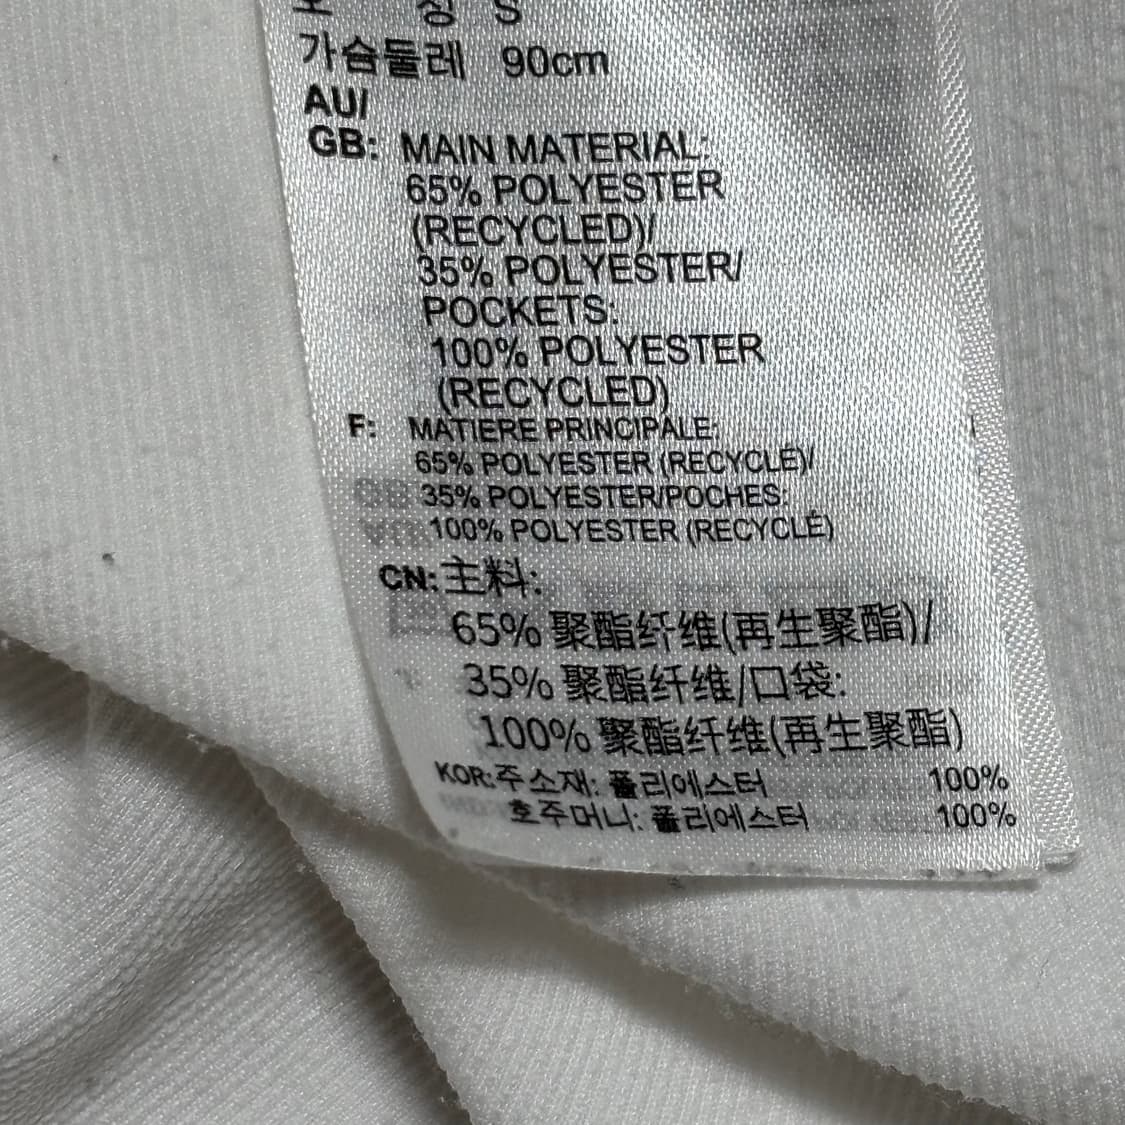 호 칭 S
가슴둘레 90cm
AU/
GB: MAIN MATERIAL:
65% POLYESTER
(RECYCLED)/
35% POLYESTER/
POCKETS:
100% POLYESTER
(RECYCLED)
F: MATIERE PRINCIPALE:
65% POLYESTER (RECYCLÉ)/
35% POLYESTER/POCHES:
100% POLYESTER (RECYCLÉ)
CN: 主料:
65% 聚酯纤维(再生聚酯)/
35% 聚酯纤维/口袋:
100% 聚酯纤维(再生聚酯)
KOR: 주소재: 폴리에스터 100%
호주머니: 폴리에스터 100%